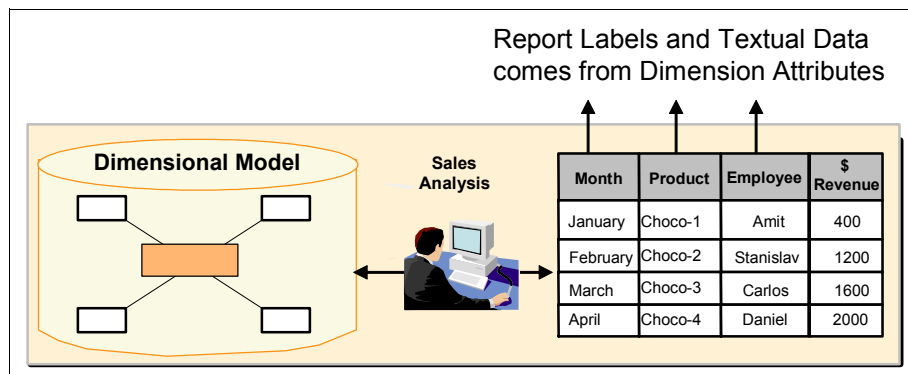 Report Labels and Textual Data
comes from Dimension Attributes
Dimensional Model
Sales
Analysis
Month Product Employee $ Revenue
January Choco-1 Amit 400
February Choco-2 Stanislav 1200
March Choco-3 Carlos 1600
April Choco-4 Daniel 2000